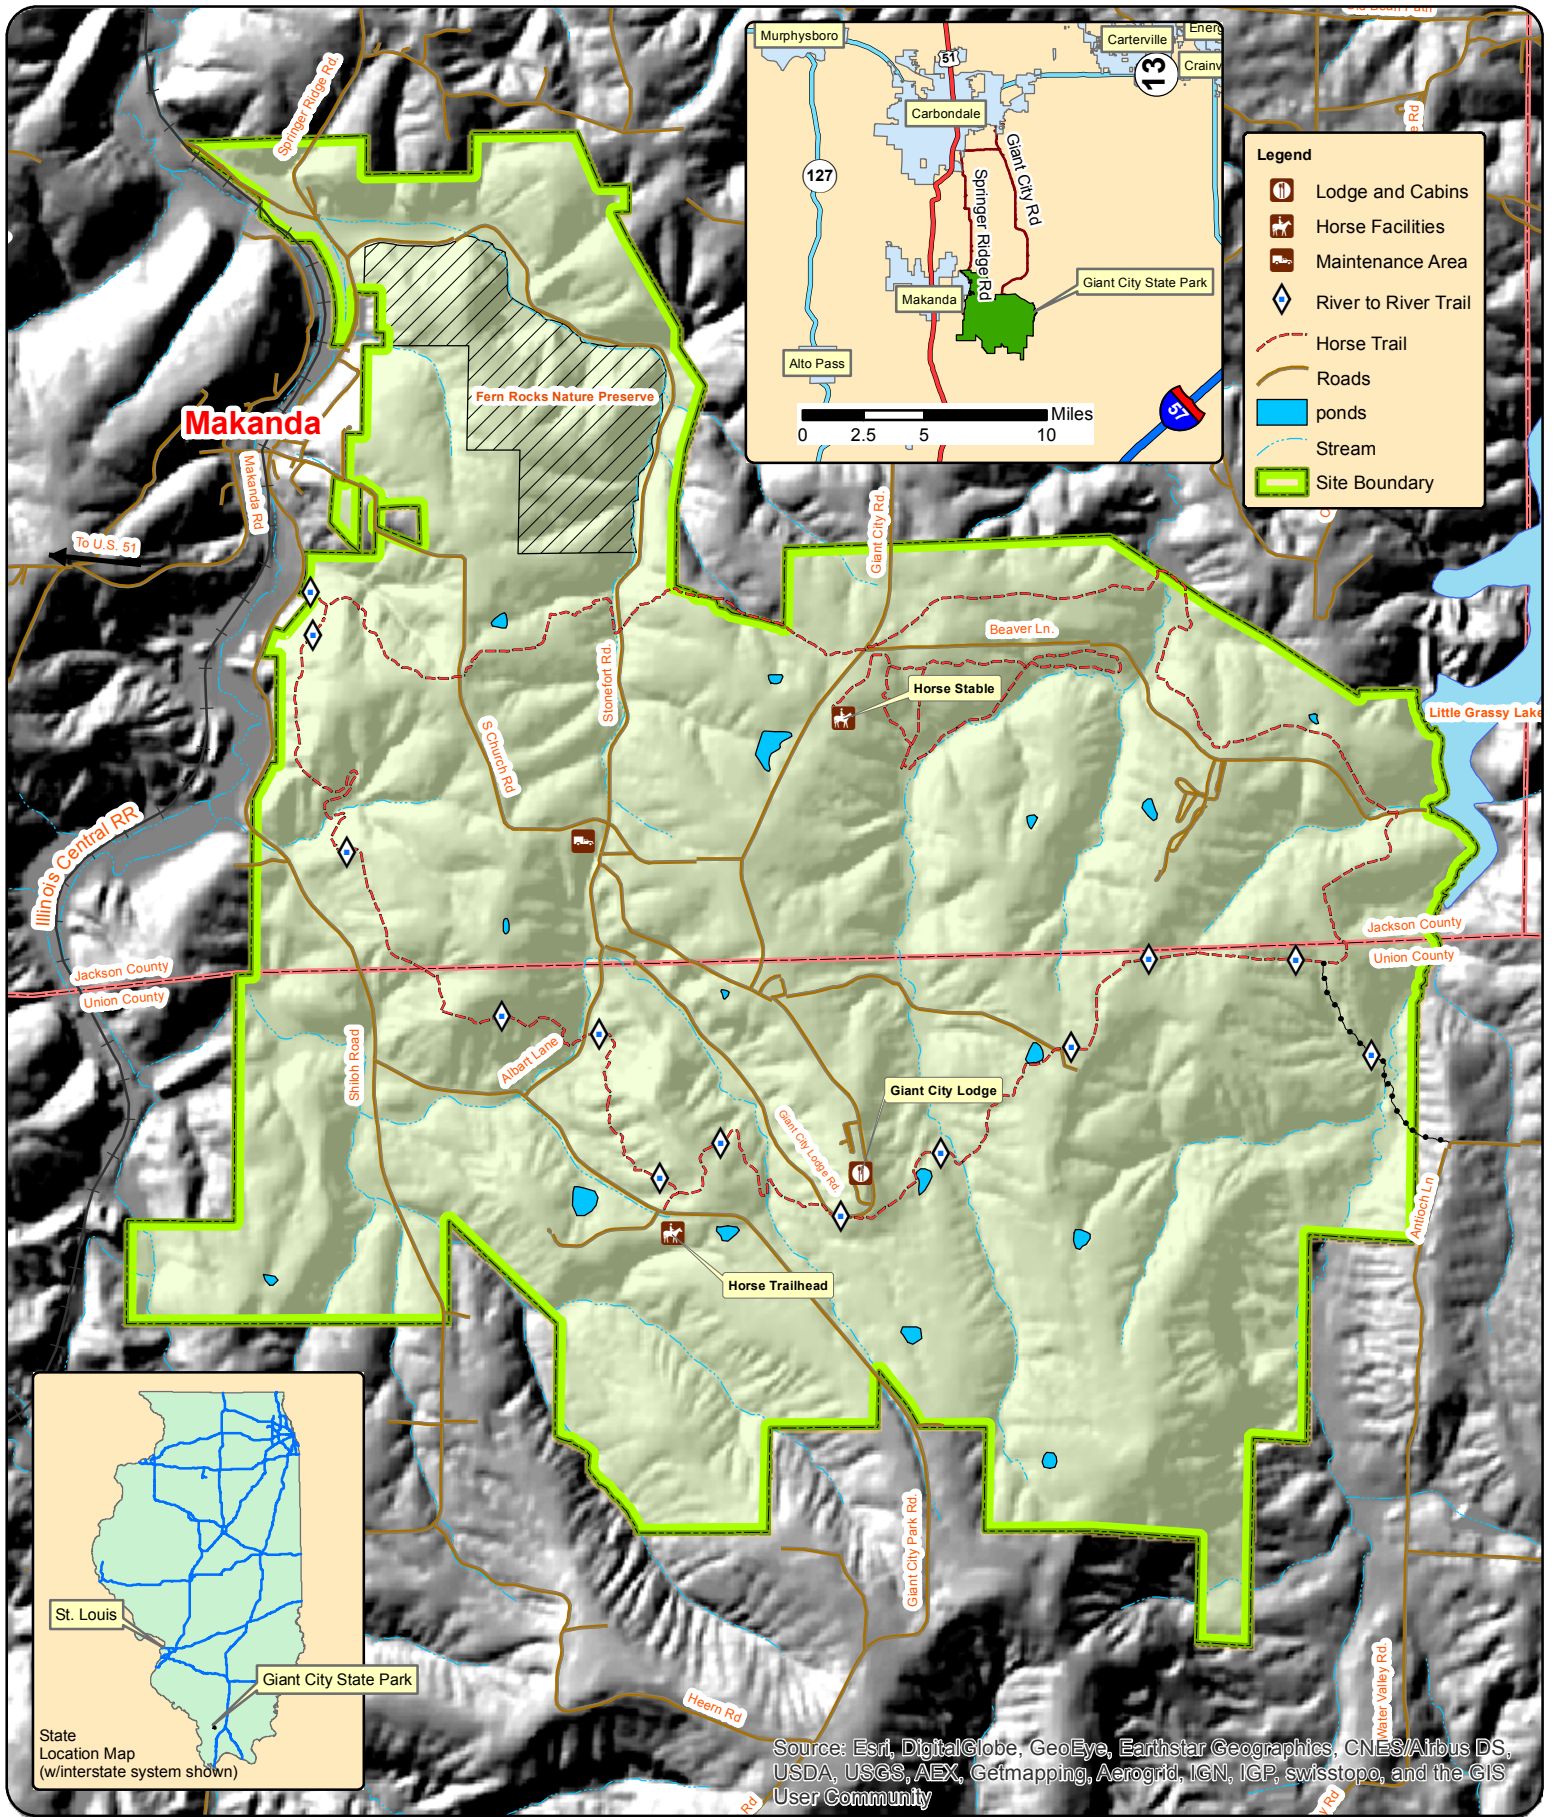 Springer Ridge Rd.
Murphysboro
51
Carterville
13
Carbondale
127
Giant City Rd
Springer Ridge Rd
Makanda
Giant City State Park
Alto Pass
57
Miles
0 2.5 5 10
Legend
Lodge and Cabins
Horse Facilities
Maintenance Area
River to River Trail
Horse Trail
Roads
ponds
Stream
Site Boundary
Fern Rocks Nature Preserve
Makanda
Makanda Rd
To U.S. 51
Giant City Rd.
Beaver Ln.
Stonefort Rd.
Horse Stable
Little Grassy Lake
S Church Rd
Illinois Central RR
Jackson County
Union County
Jackson County
Union County
Shiloh Road
Albart Lane
Giant City Lodge
Giant City Lodge Rd.
Antioch Ln
Horse Trailhead
Giant City Park Rd.
Heern Rd
Water Valley Rd.
Rd
St. Louis
Giant City State Park
State
Location Map
(w/interstate system shown)
Source: Esri, DigitalGlobe, GeoEye, Earthstar Geographics, CNES/Airbus DS,
USDA, USGS, AEX, Getmapping, Aerogrid, IGN, IGP, swisstopo, and the GIS
User Community